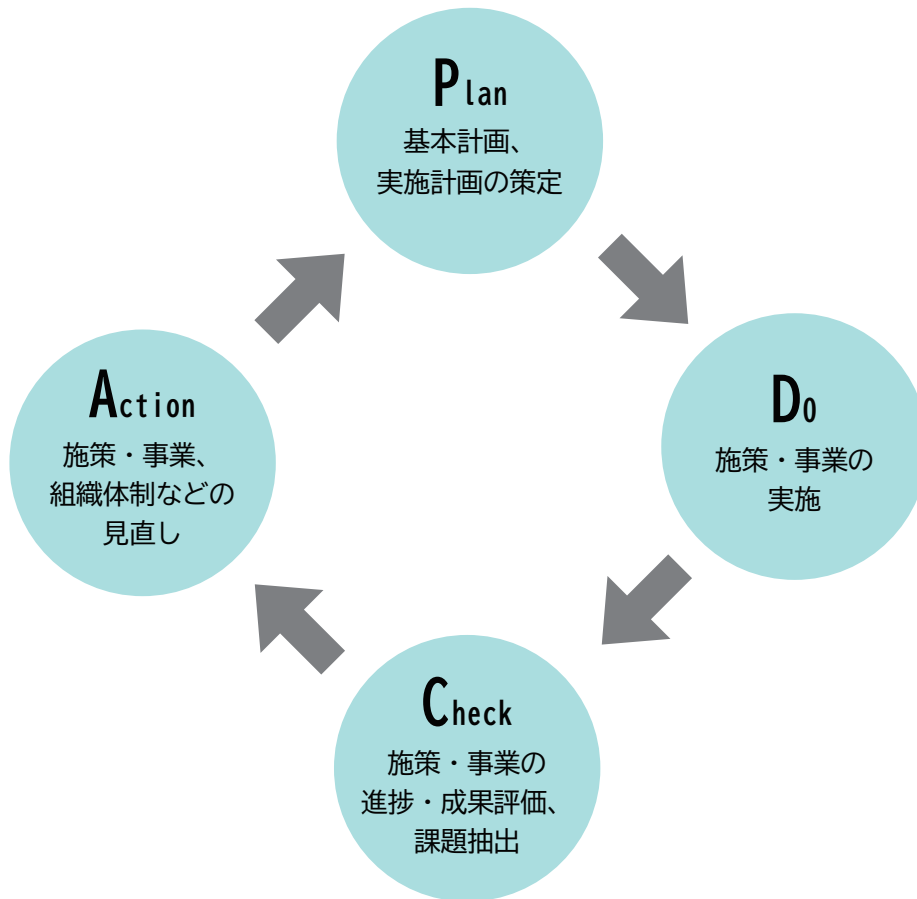 Plan
基本計画、
実施計画の策定
Do
施策・事業の
実施
Check
施策・事業の
進捗・成果評価、
課題抽出
Action
施策・事業、
組織体制などの
見直し